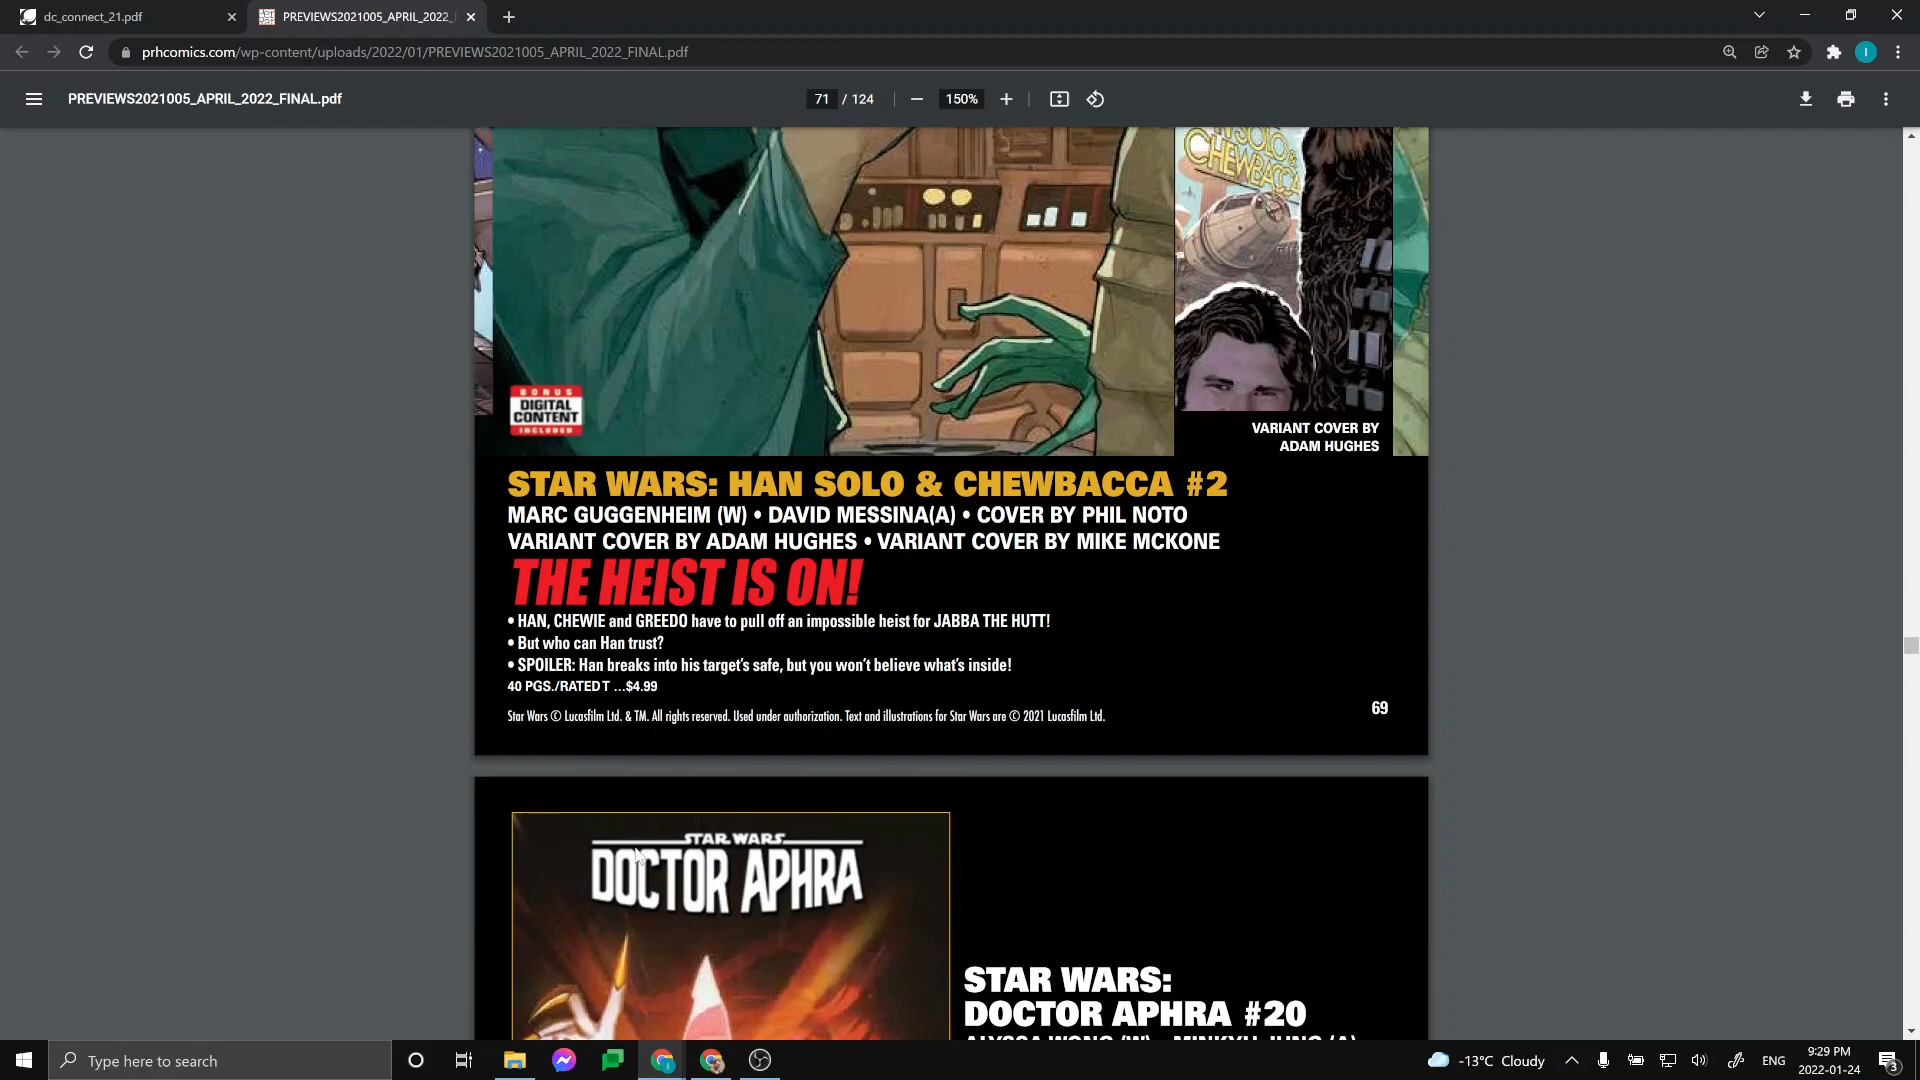 dc_connect_21.pdf
PREVIEWS2021005_APRIL_2022_
prhcomics.com/wp-content/uploads/2022/01/PREVIEWS2021005_APRIL_2022_FINAL.pdf
I
PREVIEWS2021005_APRIL_2022_FINAL.pdf
71 / 124
150%
SOLO &
CHEWBACCA
BONUS
DIGITAL
CONTENT
INCLUDED
VARIANT COVER BY
ADAM HUGHES
STAR WARS: HAN SOLO & CHEWBACCA #2
MARC GUGGENHEIM (W) • DAVID MESSINA(A) • COVER BY PHIL NOTO
VARIANT COVER BY ADAM HUGHES • VARIANT COVER BY MIKE MCKONE
THE HEIST IS ON!
• HAN, CHEWIE and GREEDO have to pull off an impossible heist for JABBA THE HUTT!
• But who can Han trust?
• SPOILER: Han breaks into his target’s safe, but you won’t believe what’s inside!
40 PGS./RATED T ...$4.99
Star Wars © Lucasfilm Ltd. & TM. All rights reserved. Used under authorization. Text and illustrations for Star Wars are © 2021 Lucasfilm Ltd.
69
STAR WARS
DOCTOR APHRA
STAR WARS:
DOCTOR APHRA #20
ALYSSA WONG (W) • MINKYU JUNG (A)
Type here to search
-13°C Cloudy
ENG
9:29 PM
2022-01-24
3